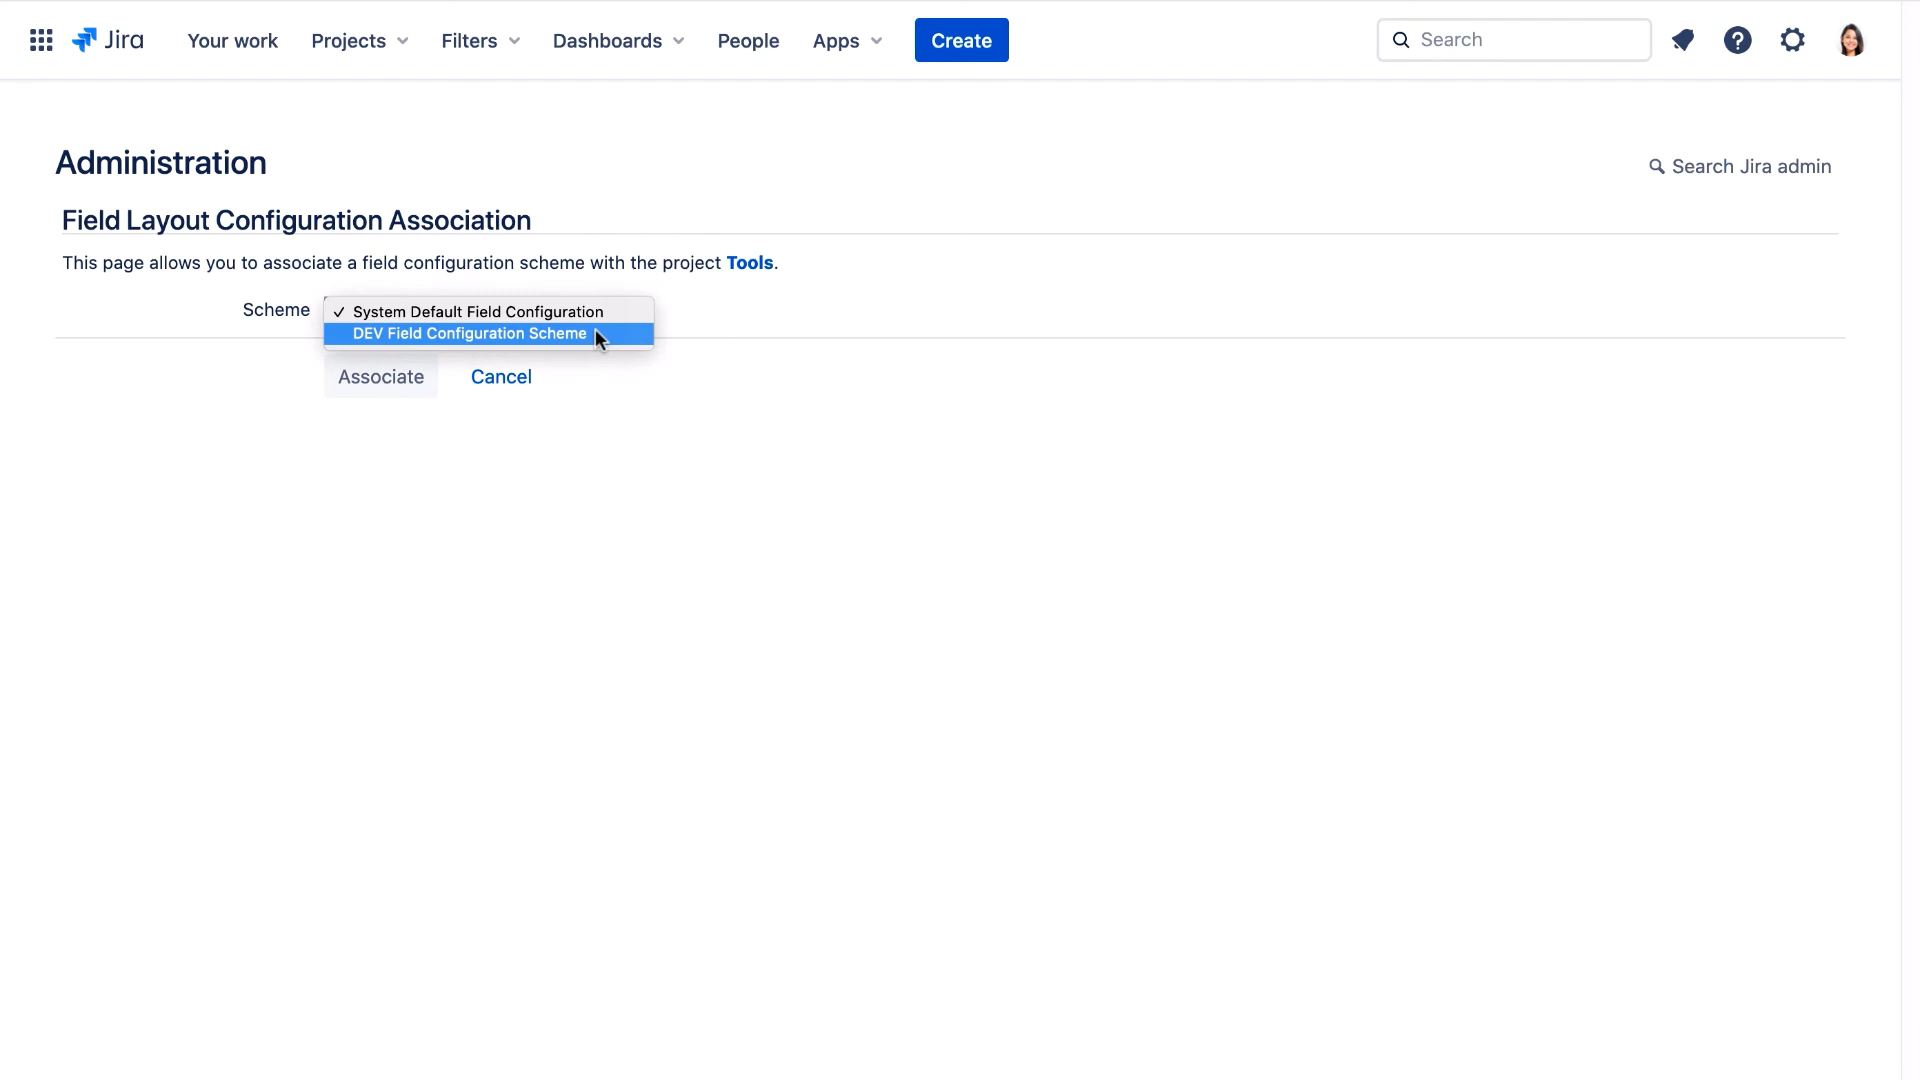 Jira Your work Projects Filters Dashboards People Apps Create Search ?
Administration
Search Jira admin
Field Layout Configuration Association
This page allows you to associate a field configuration scheme with the project Tools.
Scheme ✓ System Default Field Configuration
DEV Field Configuration Scheme
Associate Cancel